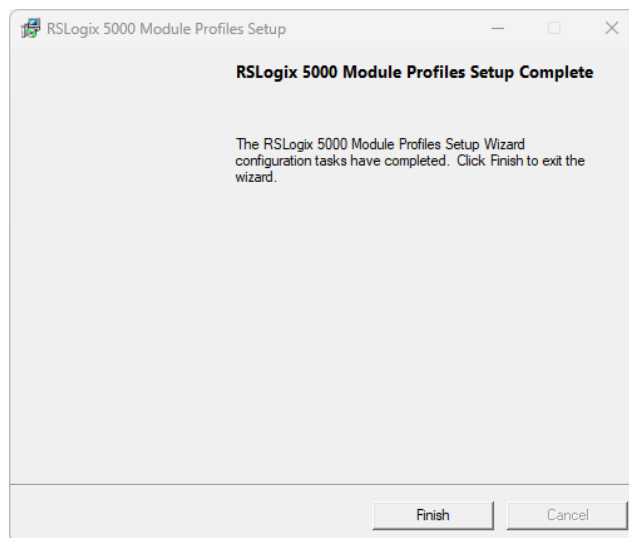 RSLogix 5000 Module Profiles Setup
RSLogix 5000 Module Profiles Setup Complete
The RSLogix 5000 Module Profiles Setup Wizard
configuration tasks have completed. Click Finish to exit the
wizard.
Finish
Cancel